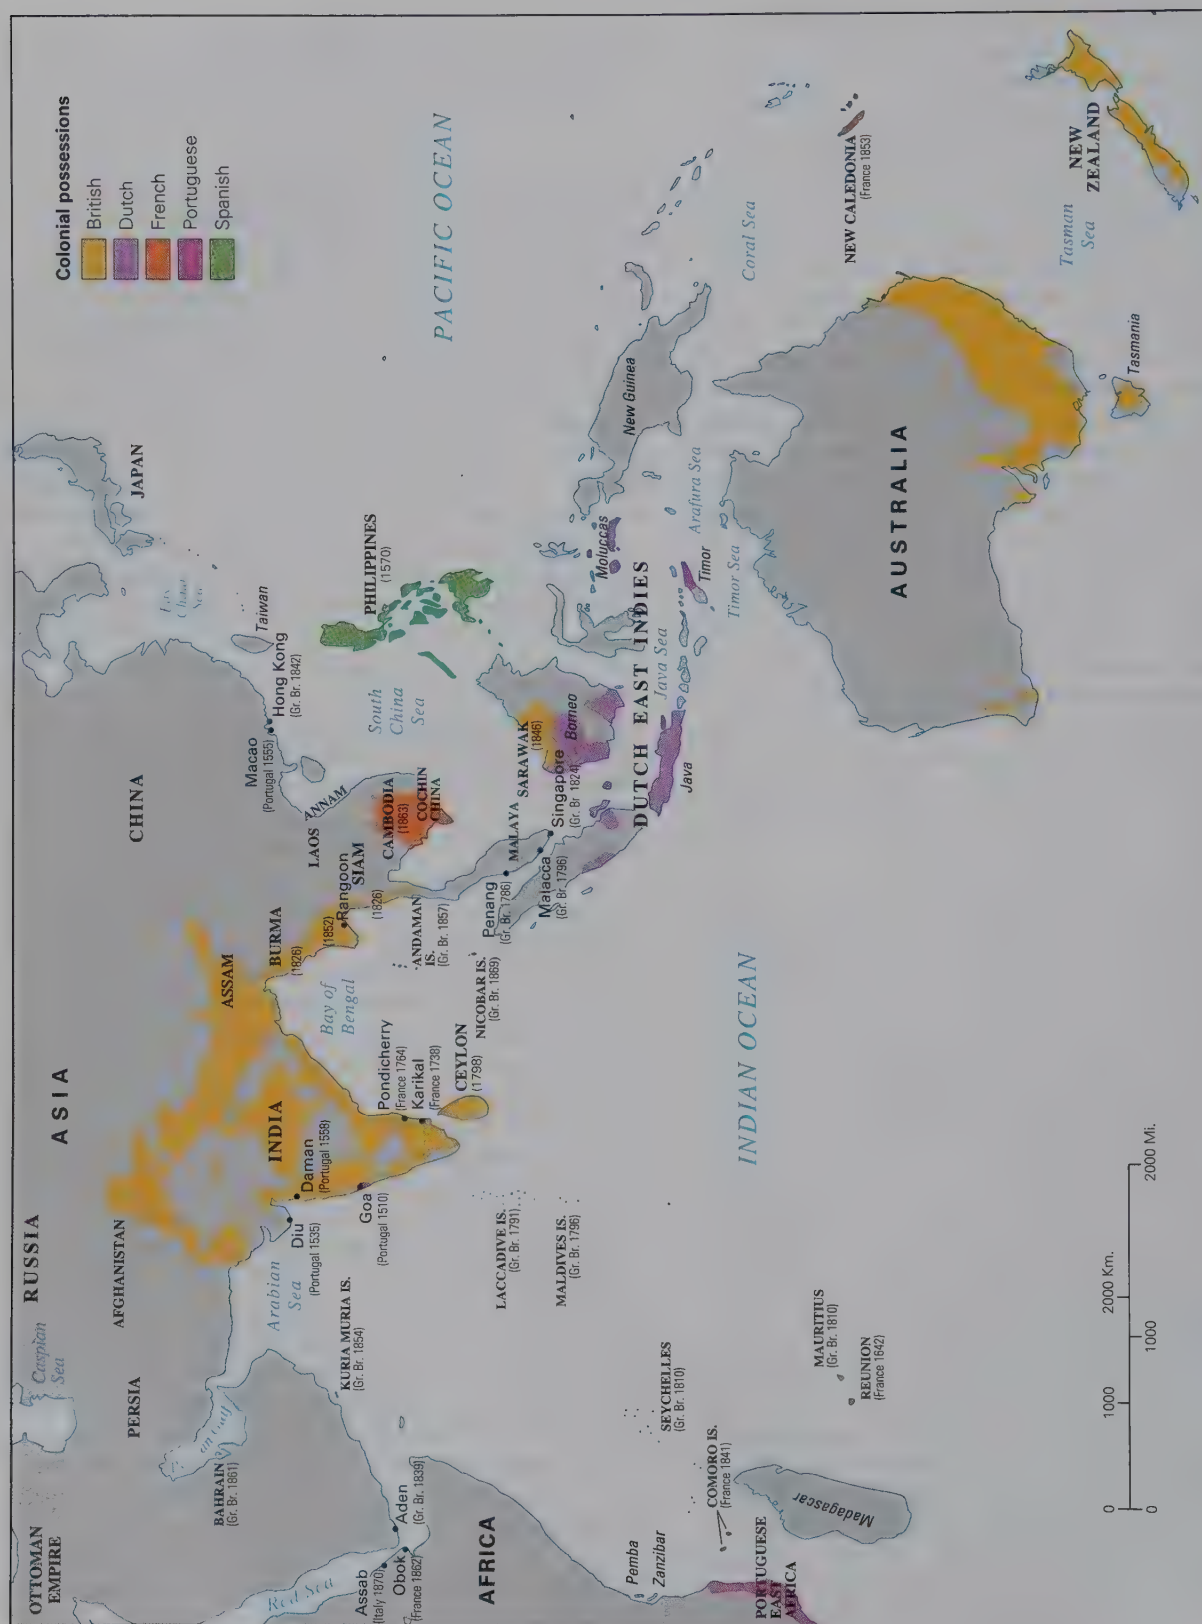 Colonial possessions
British
Dutch
French
Portuguese
Spanish
OTTOMAN
EMPIRE
RUSSIA
Caspian
Sea
ASIA
PERSIA
AFGHANISTAN
CHINA
JAPAN
PACIFIC OCEAN
BAHRAIN
(Gr. Br. 1861)
Red Sea
Assab
(Italy 1870)
Obok
(France 1862)
Aden
(Gr. Br. 1839)
KURIA MURIA IS.
(Gr. Br. 1854)
Arabian
Sea
Diu
(Portugal 1535)
Daman
(Portugal 1558)
Goa
(Portugal 1510)
INDIA
ASSAM
BURMA
(1826)
(1852)
Rangoon
(1826)
SIAM
LAOS
ANNAM
CAMBODIA
(1863)
COCHIN
CHINA
Macao
(Portugal 1555)
Hong Kong
(Gr. Br. 1842)
Taiwan
South
China
Sea
PHILIPPINES
(1570)
Bay of
Bengal
Pondicherry
(France 1764)
Karikal
(France 1738)
CEYLON
(1798)
ANDAMAN
IS.
(Gr. Br. 1857)
NICOBAR IS.
(Gr. Br. 1869)
Penang
(Gr. Br. 1786)
MALAYA
Malacca
(Gr. Br. 1796)
Singapore
(Gr. Br. 1824)
SARAWAK
(1846)
Borneo
DUTCH EAST INDIES
Java Sea
Java
Moluccas
Timor
Timor Sea
Arafura Sea
New Guinea
Coral Sea
LACCADIVE IS.
(Gr. Br. 1791)
MALDIVES IS.
(Gr. Br. 1796)
INDIAN OCEAN
AFRICA
Pemba
Zanzibar
SEYCHELLES
(Gr. Br. 1810)
COMORO IS.
(France 1841)
PORTUGUESE
EAST
AFRICA
Madagascar
MAURITIUS
(Gr. Br. 1810)
REUNION
(France 1642)
AUSTRALIA
Tasmania
NEW CALEDONIA
(France 1853)
Tasman
Sea
NEW
ZEALAND
0 1000 2000 Km.
0 1000 2000 Mi.